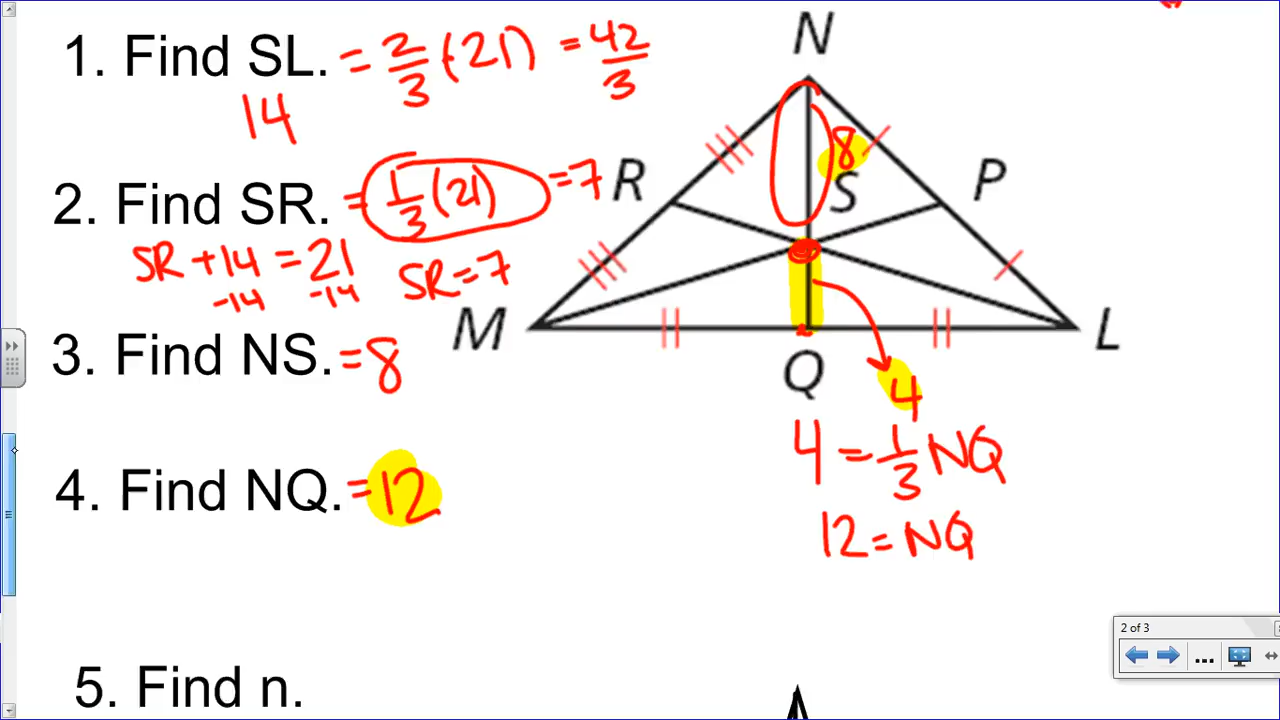 1. Find SL. = 2/3 (21) = 42/3
14
2. Find SR. = 1/3 (21) = 7
SR + 14 = 21
-14 -14
SR = 7
3. Find NS. = 8
4. Find NQ. = 12
5. Find n.
N
8
R
S
P
M
L
Q
4
4 = 1/3 NQ
12 = NQ
2 of 3
...